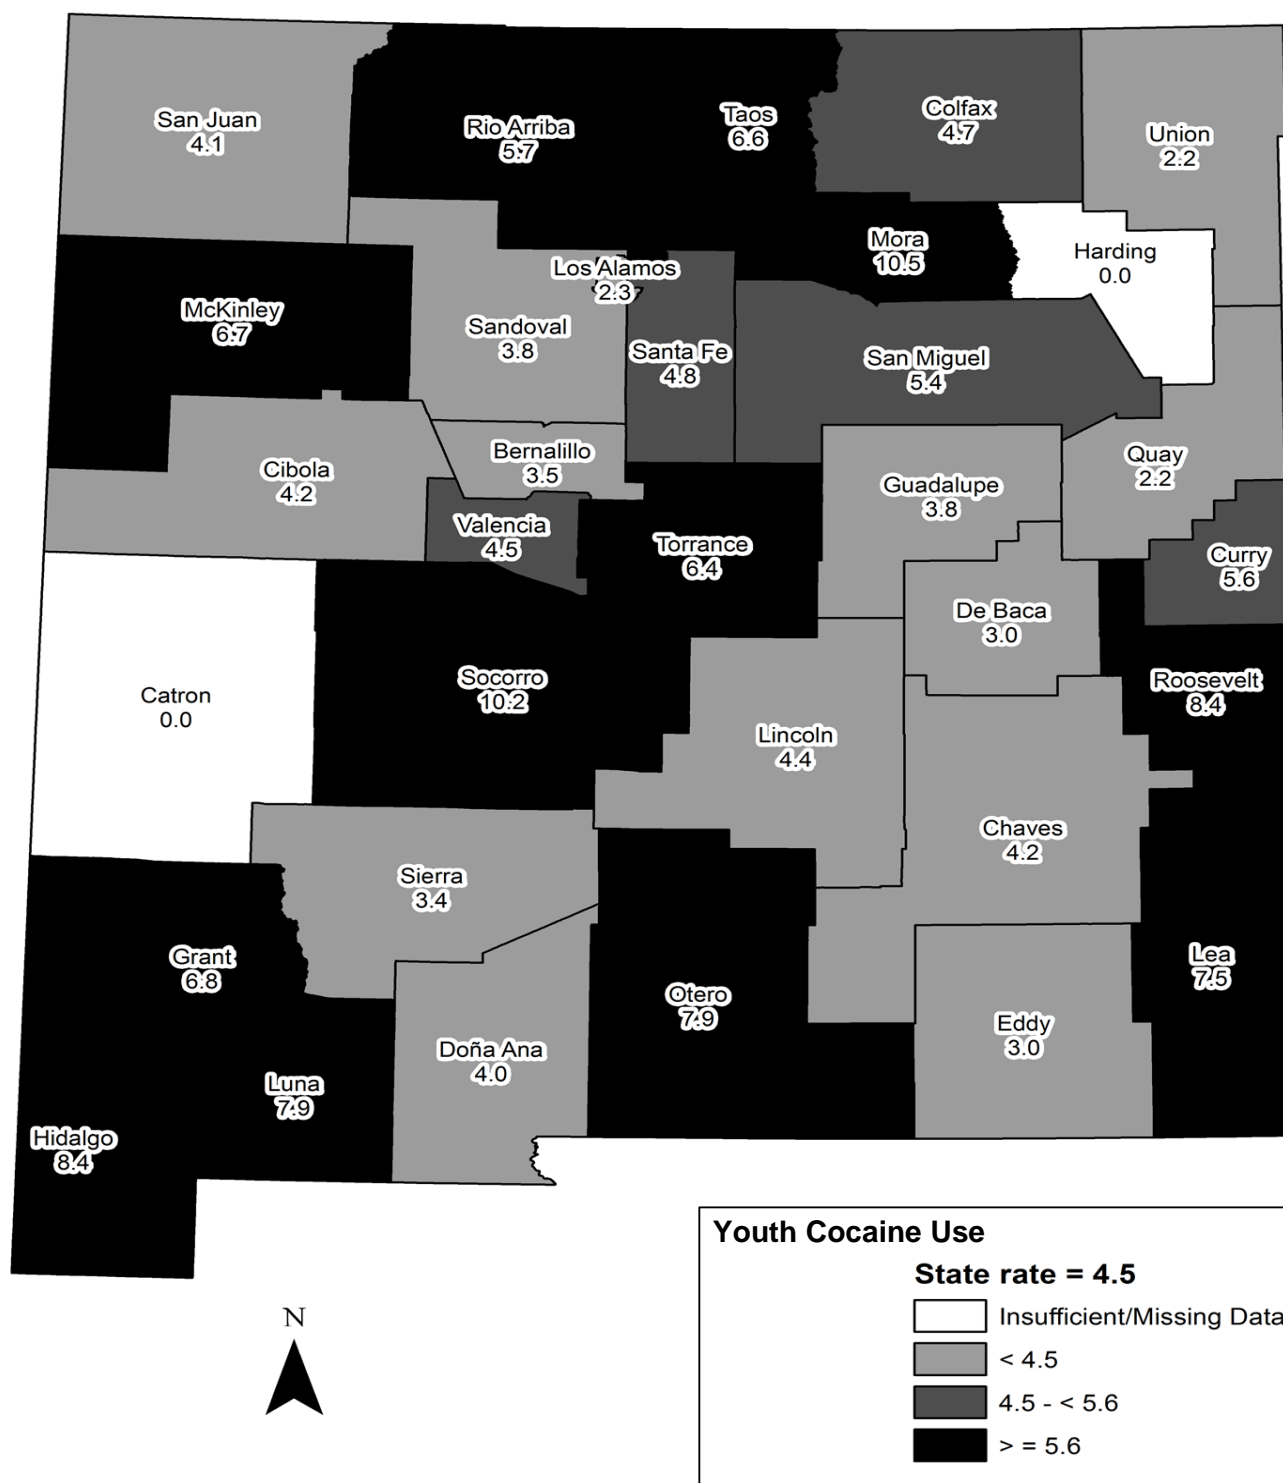 San Juan
4.1
Rio Arriba
5.7
Taos
6.6
Colfax
4.7
Union
2.2
Mora
10.5
Harding
0.0
Los Alamos
2.3
McKinley
6.7
Sandoval
3.8
Santa Fe
4.8
San Miguel
5.4
Cibola
4.2
Bernalillo
3.5
Guadalupe
3.8
Quay
2.2
Valencia
4.5
Torrance
6.4
Curry
5.6
De Baca
3.0
Catron
0.0
Socorro
10.2
Roosevelt
8.4
Lincoln
4.4
Chaves
4.2
Sierra
3.4
Grant
6.8
Otero
7.9
Lea
7.5
Doña Ana
4.0
Eddy
3.0
Luna
7.9
Hidalgo
8.4
Youth Cocaine Use
State rate = 4.5
Insufficient/Missing Data
< 4.5
4.5 - < 5.6
> = 5.6
N